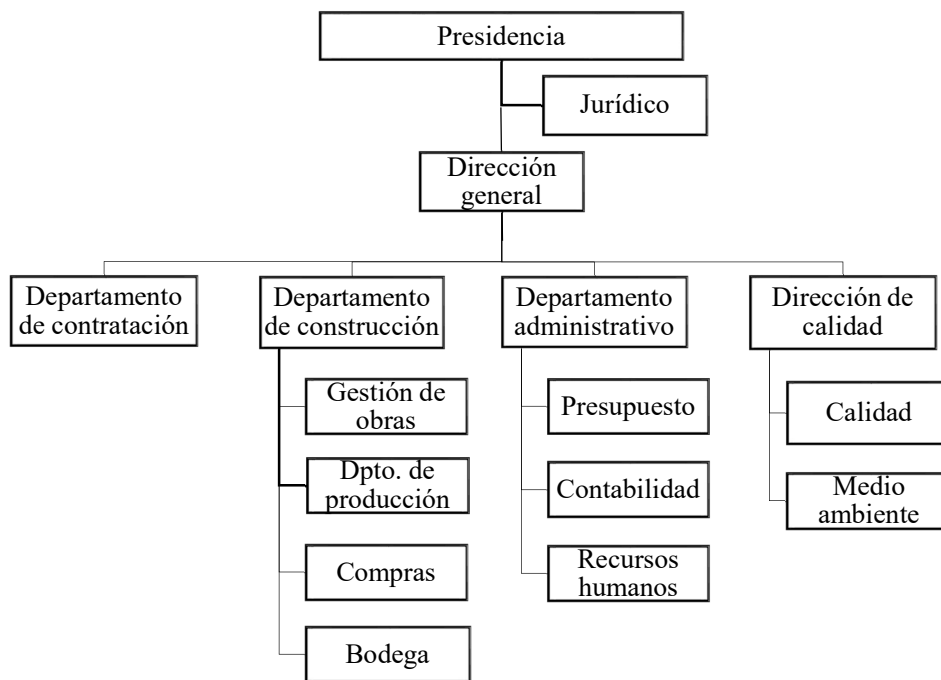 Presidencia
Jurídico
Dirección
general
Departamento
de contratación
Departamento
de construcción
Departamento
administrativo
Dirección de
calidad
Gestión de
obras
Dpto. de
producción
Compras
Bodega
Presupuesto
Contabilidad
Recursos
humanos
Calidad
Medio
ambiente